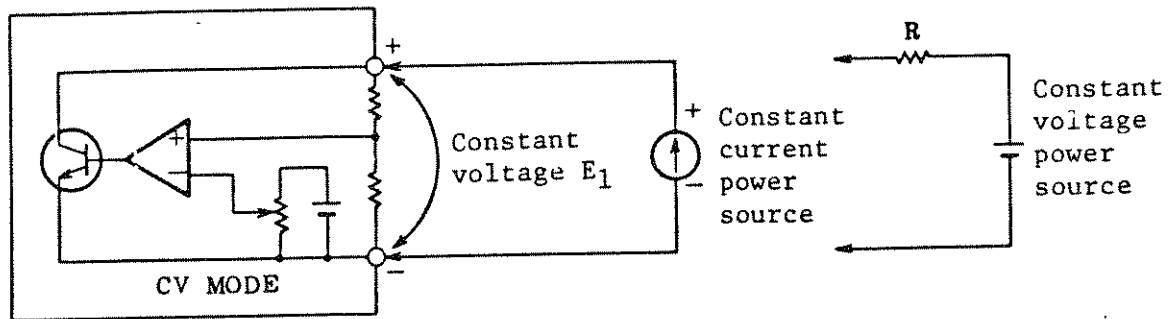 +
Constant
voltage E1
−
+
−
CV MODE
+
−
Constant
current
power
source
R
Constant
voltage
power
source